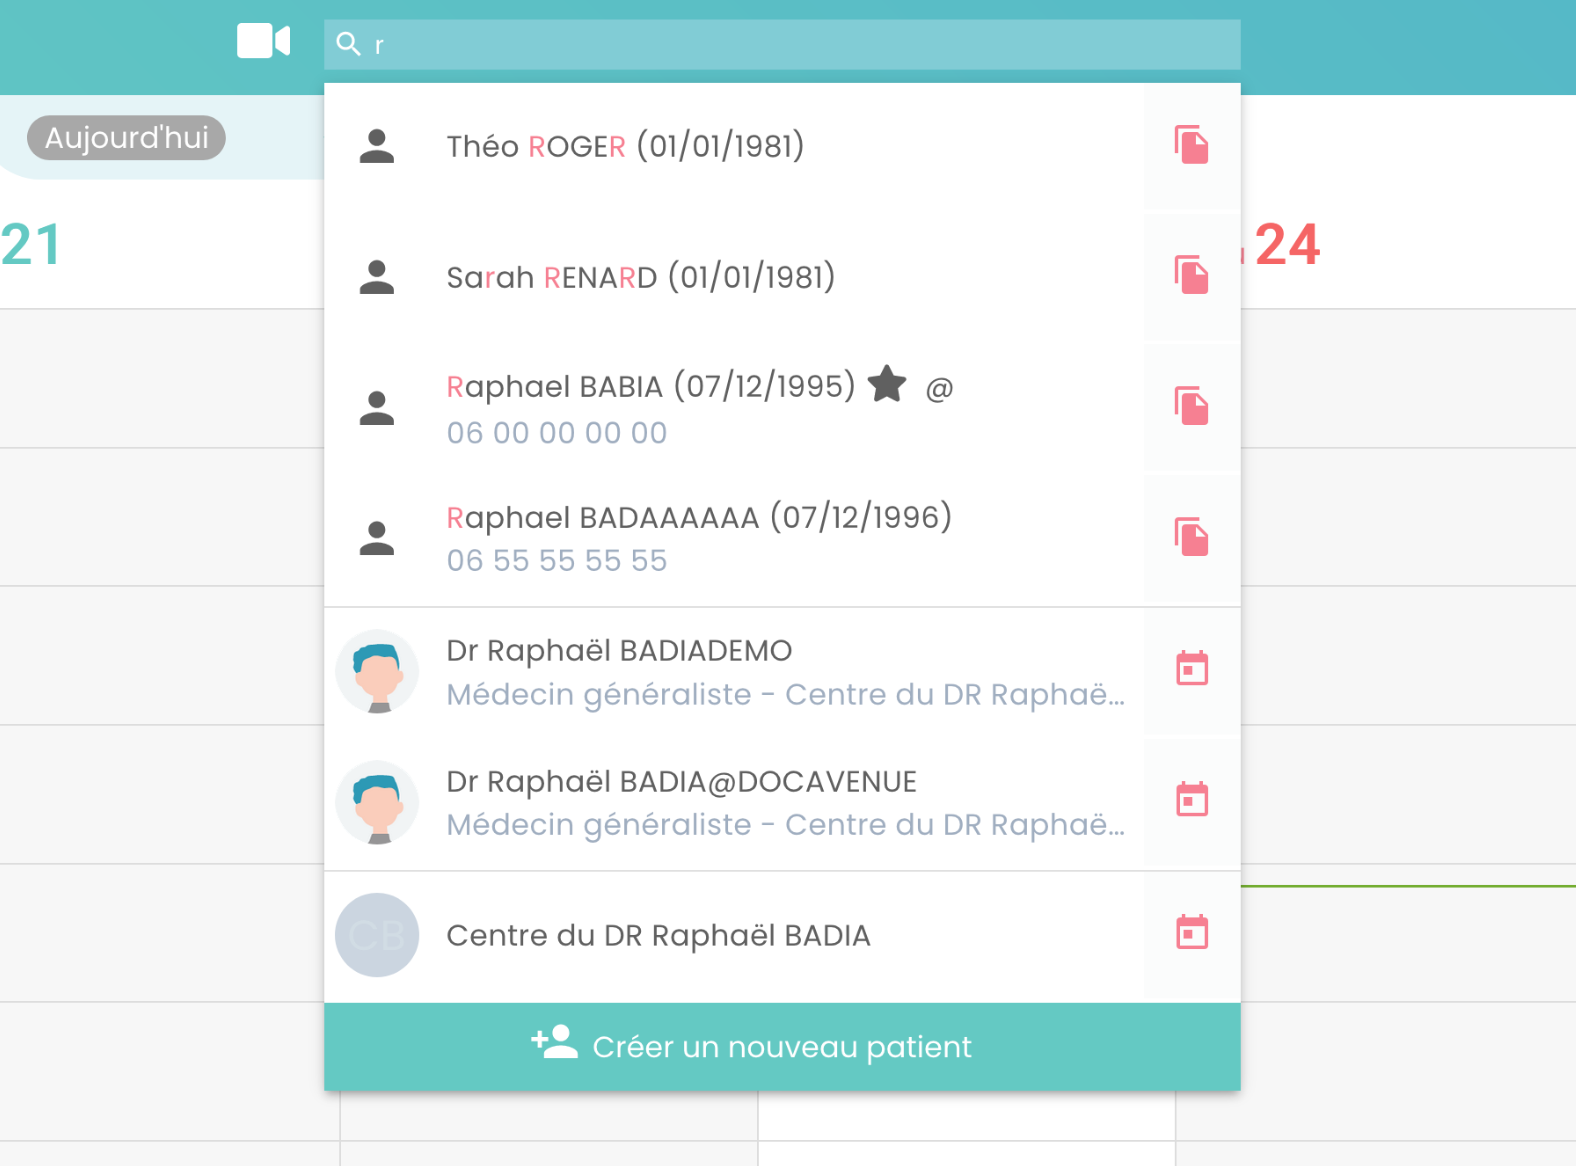 r
Aujourd'hui
21
24
Théo ROGER (01/01/1981)
Sarah RENARD (01/01/1981)
Raphael BABIA (07/12/1995) ★ @
06 00 00 00 00
Raphael BADAAAAAA (07/12/1996)
06 55 55 55 55
Dr Raphaël BADIADEMO
Médecin généraliste - Centre du DR Raphaë...
Dr Raphaël BADIA@DOCAVENUE
Médecin généraliste - Centre du DR Raphaë...
CB
Centre du DR Raphaël BADIA
Créer un nouveau patient